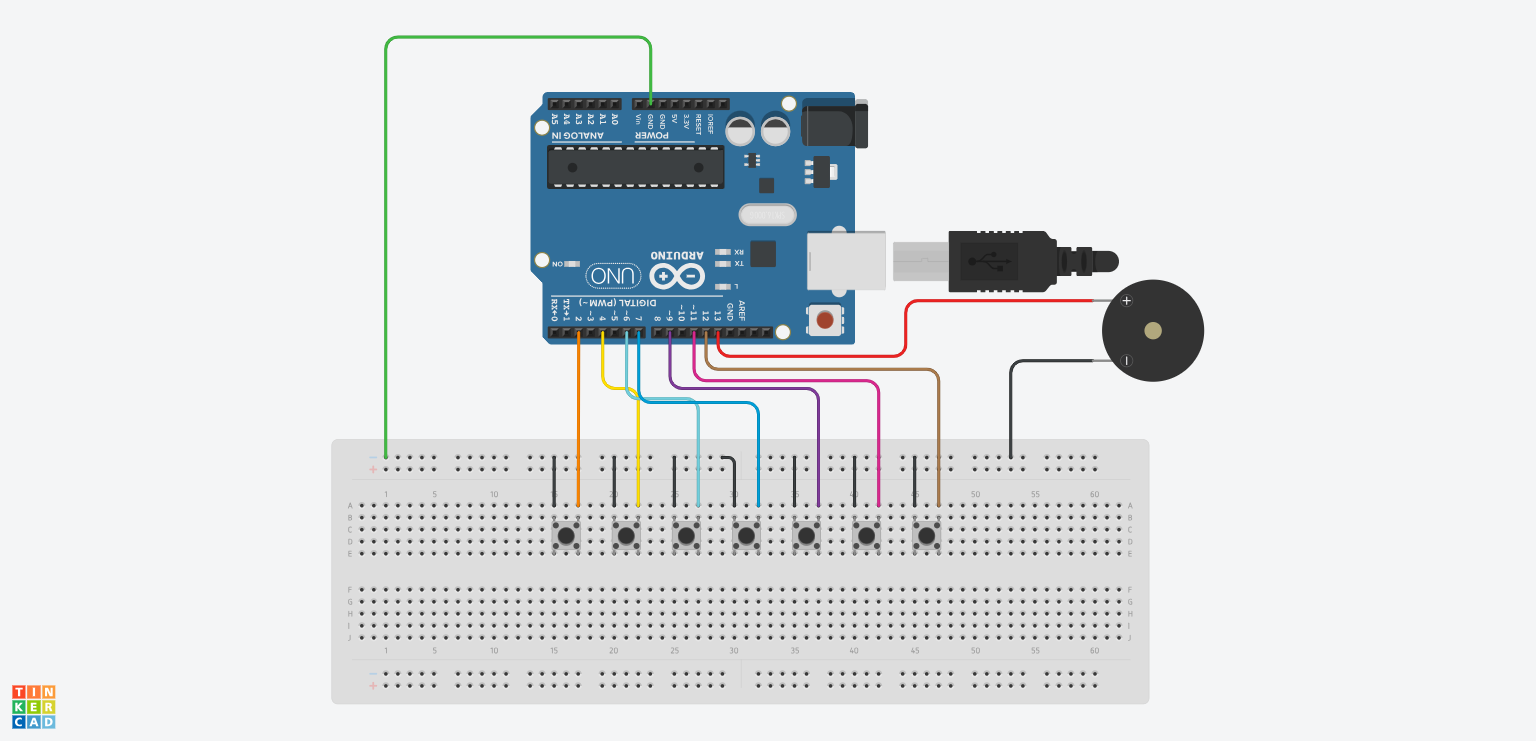 A5 A4 A3 A2 A1 A0 Vin GND GND 5V 3.3V RESET IOREF
ANALOG IN POWER
RX
TX
ON
L
UNO
ARDUINO
DIGITAL (PWM~)
RX←0 TX→1 2 ~3 4 ~5 ~6 7 8 ~9 ~10 ~11 12 13 GND AREF
+
−
−
+
1 5 10 15 20 25 30 35 40 45 50 55 60
A A
B B
C C
D D
E E
F F
G G
H H
I I
J J
1 5 10 15 20 25 30 35 40 45 50 55 60
−
+
TIN
KER
CAD